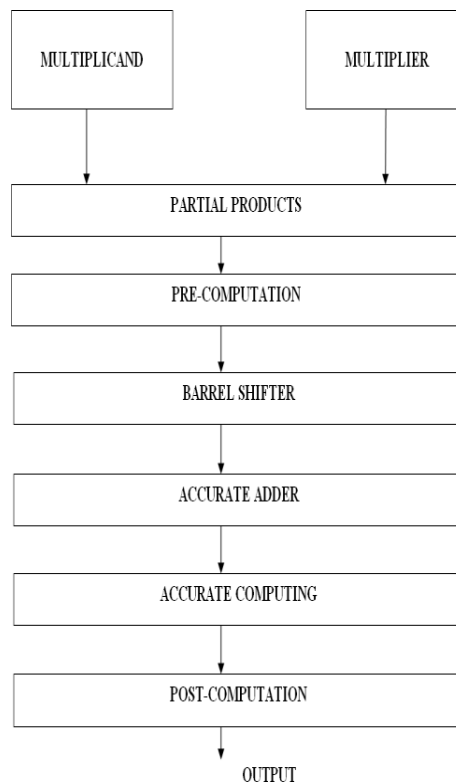 MULTIPLICAND
MULTIPLIER
PARTIAL PRODUCTS
PRE-COMPUTATION
BARREL SHIFTER
ACCURATE ADDER
ACCURATE COMPUTING
POST-COMPUTATION
OUTPUT